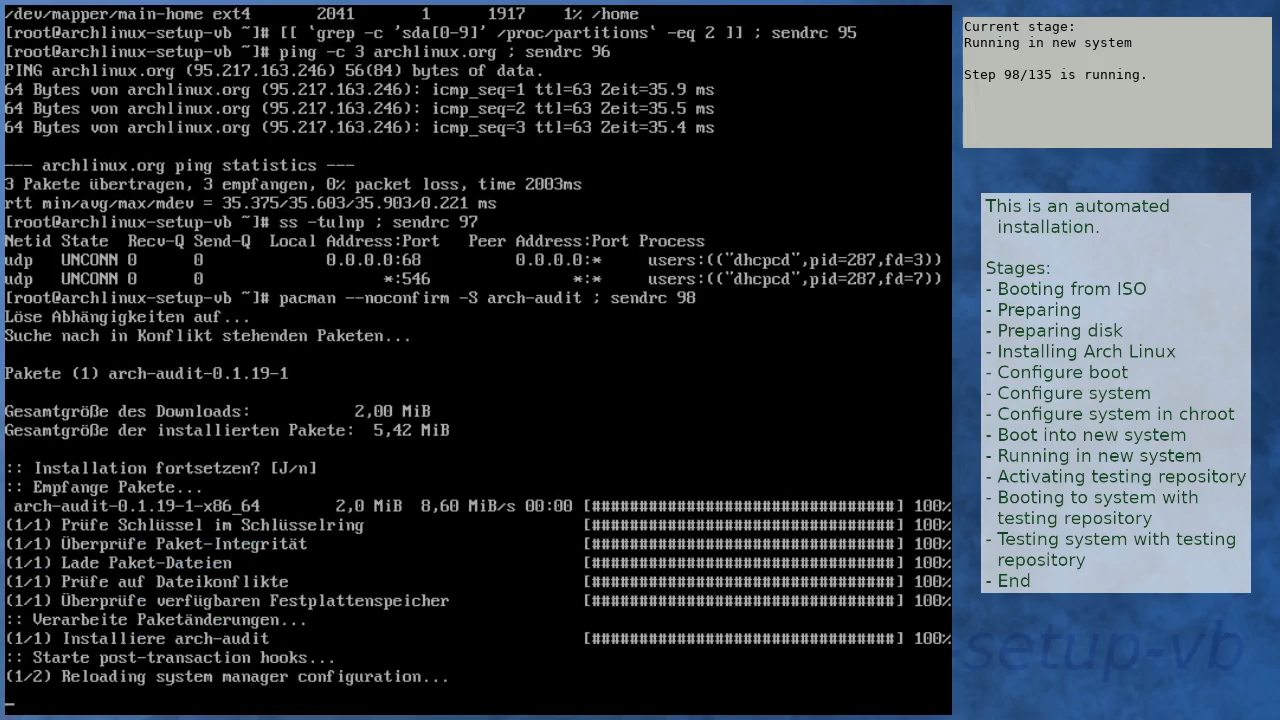 /dev/mapper/main-home ext4       2041       1      1917    1% /home
[root@archlinux-setup-vb ~]# [[ `grep -c 'sda[0-9]' /proc/partitions` -eq 2 ]] ; sendrc 95
[root@archlinux-setup-vb ~]# ping -c 3 archlinux.org ; sendrc 96
PING archlinux.org (95.217.163.246) 56(84) bytes of data.
64 Bytes von archlinux.org (95.217.163.246): icmp_seq=1 ttl=63 Zeit=35.9 ms
64 Bytes von archlinux.org (95.217.163.246): icmp_seq=2 ttl=63 Zeit=35.5 ms
64 Bytes von archlinux.org (95.217.163.246): icmp_seq=3 ttl=63 Zeit=35.4 ms
--- archlinux.org ping statistics ---
3 Pakete übertragen, 3 empfangen, 0% packet loss, time 2003ms
rtt min/avg/max/mdev = 35.375/35.603/35.903/0.221 ms
[root@archlinux-setup-vb ~]# ss -tulnp ; sendrc 97
Netid State  Recv-Q Send-Q  Local Address:Port   Peer Address:Port Process
udp   UNCONN 0      0             0.0.0.0:68          0.0.0.0:*     users:(("dhcpcd",pid=287,fd=3))
udp   UNCONN 0      0                   *:546               *:*     users:(("dhcpcd",pid=287,fd=7))
[root@archlinux-setup-vb ~]# pacman --noconfirm -S arch-audit ; sendrc 98
Löse Abhängigkeiten auf...
Suche nach in Konflikt stehenden Paketen...
Pakete (1) arch-audit-0.1.19-1
Gesamtgröße des Downloads:           2,00 MiB
Gesamtgröße der installierten Pakete:  5,42 MiB
:: Installation fortsetzen? [J/n]
:: Empfange Pakete...
arch-audit-0.1.19-1-x86_64        2,0 MiB  8,60 MiB/s 00:00 [################################] 100%
(1/1) Prüfe Schlüssel im Schlüsselring                       [################################] 100%
(1/1) Überprüfe Paket-Integrität                             [################################] 100%
(1/1) Lade Paket-Dateien                                     [################################] 100%
(1/1) Prüfe auf Dateikonflikte                               [################################] 100%
(1/1) Überprüfe verfügbaren Festplattenspeicher              [################################] 100%
:: Verarbeite Paketänderungen...
(1/1) Installiere arch-audit                                 [################################] 100%
:: Starte post-transaction hooks...
(1/2) Reloading system manager configuration...
Current stage:
Running in new system
Step 98/135 is running.
This is an automated
installation.
Stages:
- Booting from ISO
- Preparing
- Preparing disk
- Installing Arch Linux
- Configure boot
- Configure system
- Configure system in chroot
- Boot into new system
- Running in new system
- Activating testing repository
- Booting to system with
testing repository
- Testing system with testing
repository
- End
setup-vb